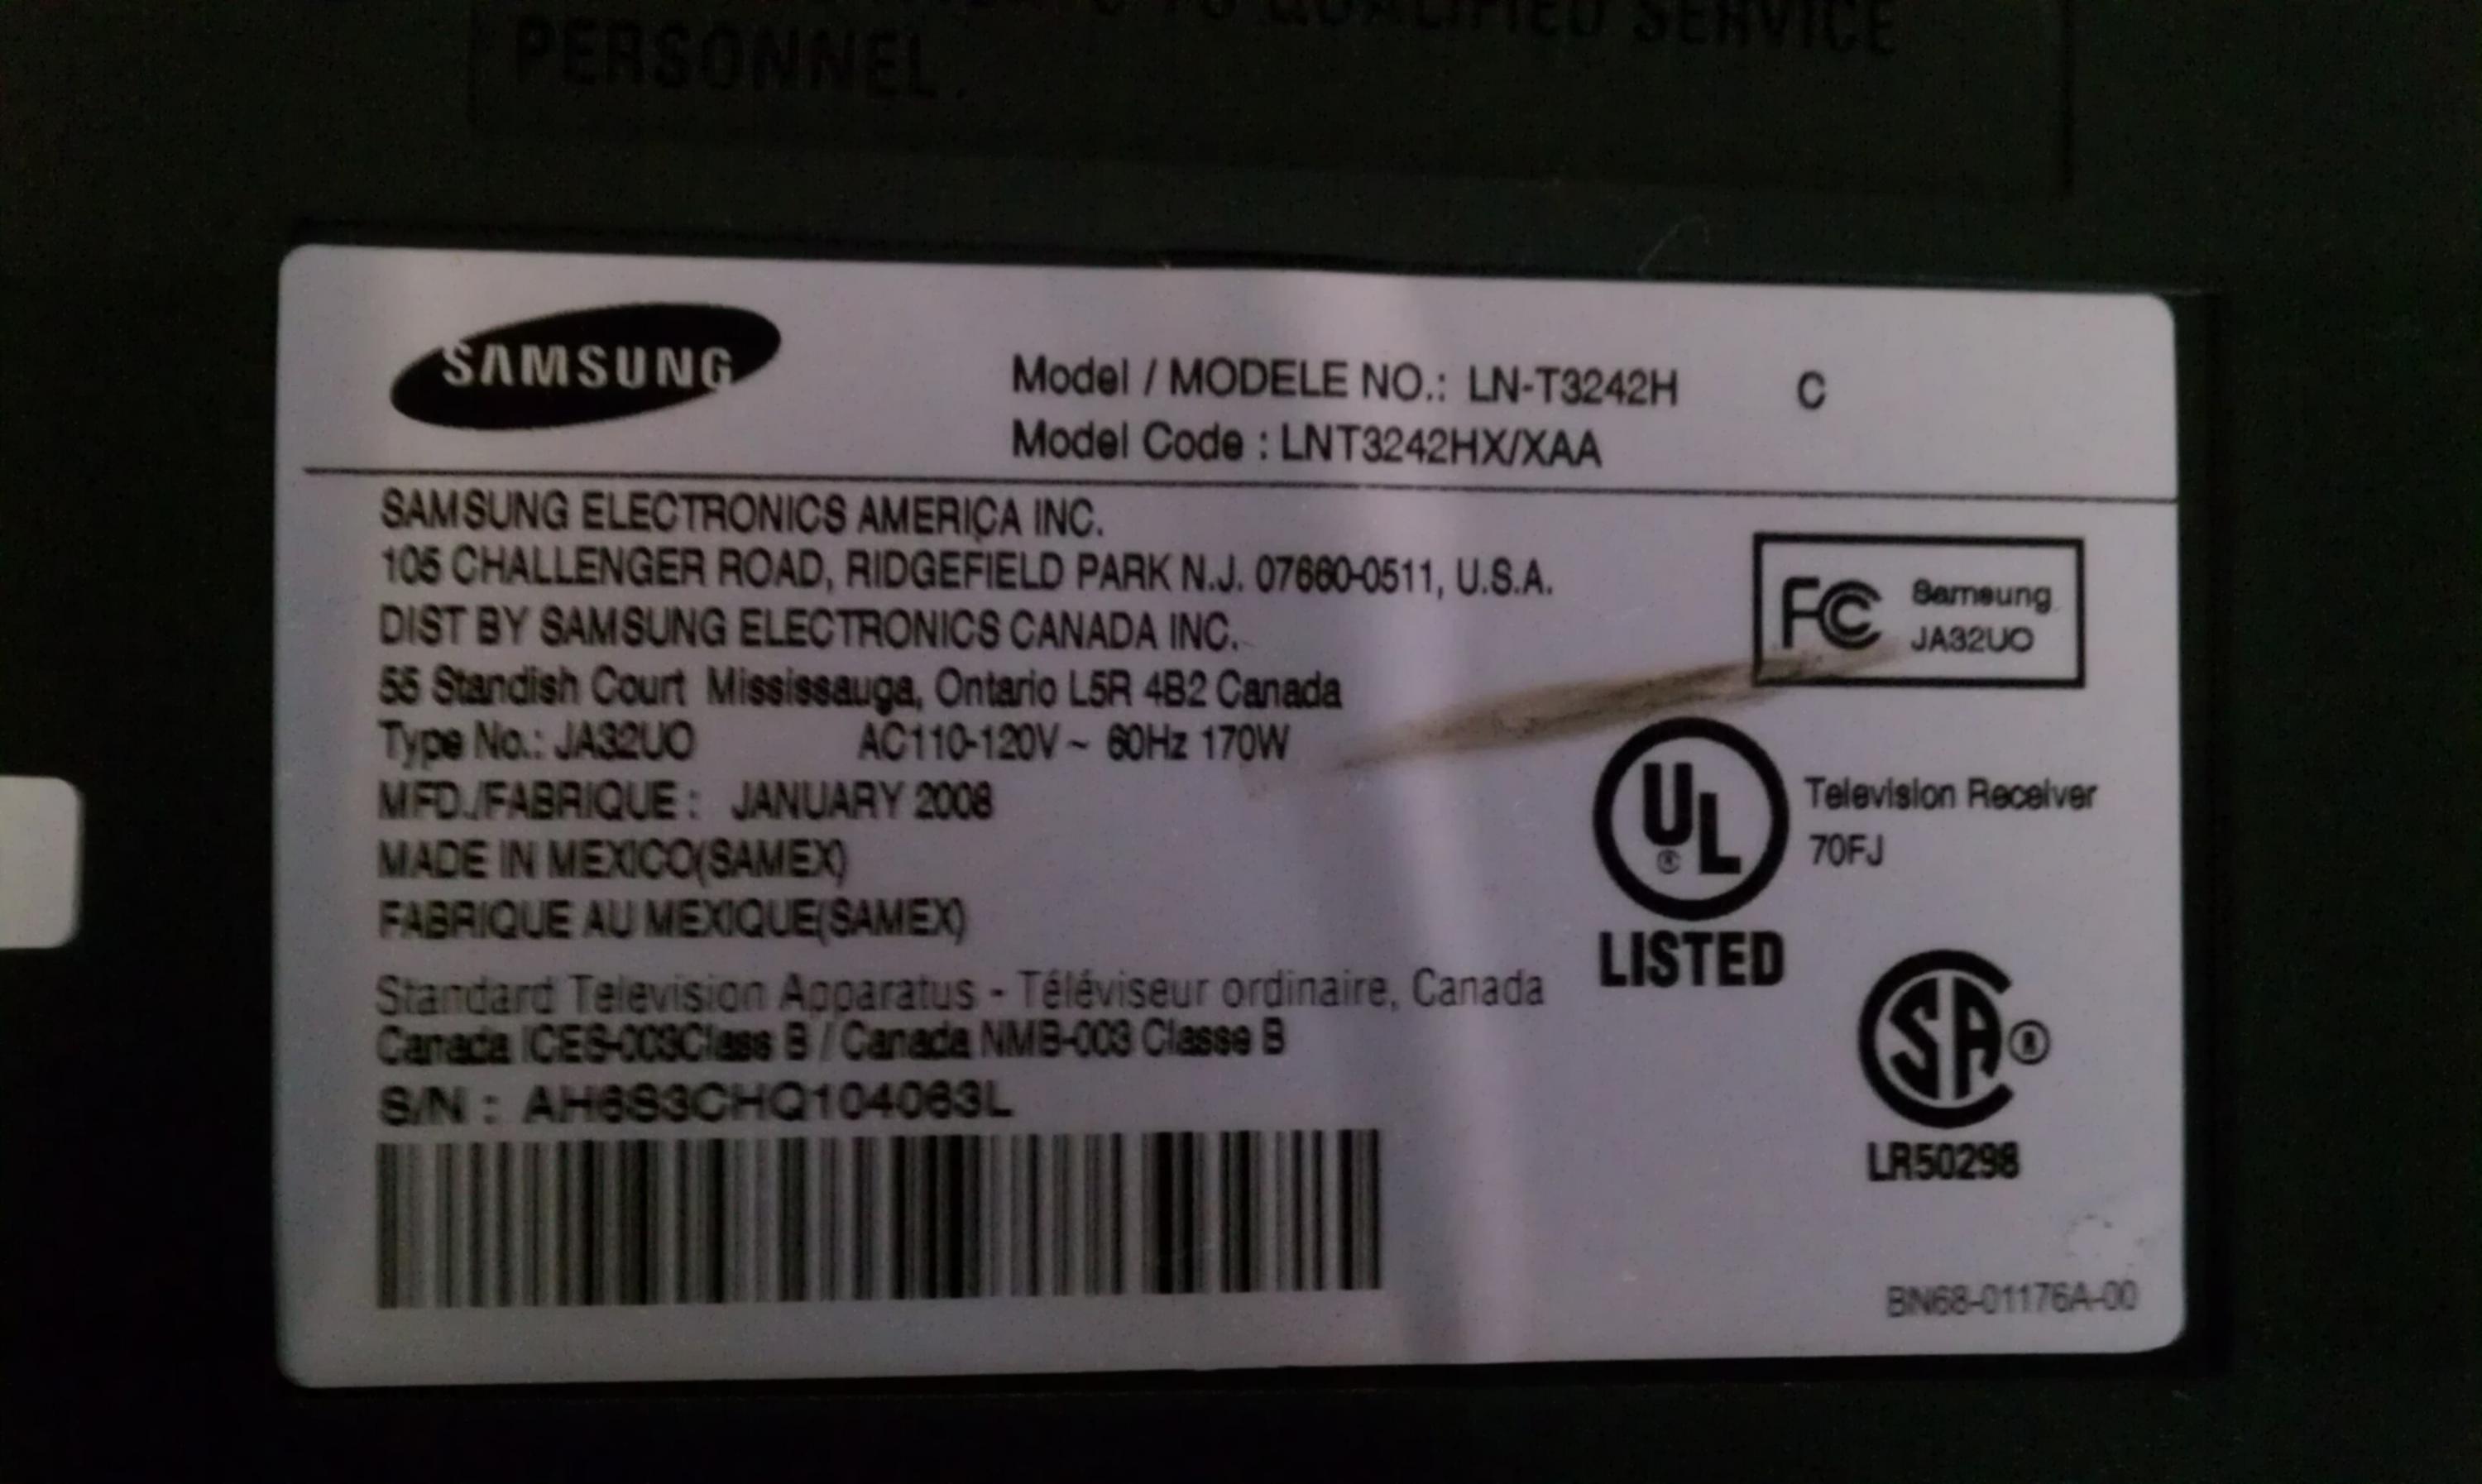 TO QUALIFIED SERVICE
PERSONNEL.
SAMSUNG
Model / MODELE NO.: LN-T3242H C
Model Code : LNT3242HX/XAA
SAMSUNG ELECTRONICS AMERICA INC.
105 CHALLENGER ROAD, RIDGEFIELD PARK N.J. 07660-0511, U.S.A.
DIST BY SAMSUNG ELECTRONICS CANADA INC.
55 Standish Court Mississauga, Ontario L5R 4B2 Canada
Type No.: JA32UO AC110-120V ~ 60Hz 170W
MFD./FABRIQUE : JANUARY 2008
MADE IN MEXICO(SAMEX)
FABRIQUE AU MEXIQUE(SAMEX)
Standard Television Apparatus - Téléviseur ordinaire, Canada
Canada ICES-003Class B / Canada NMB-003 Classe B
S/N : AH6S3CHQ104063L
FC Samsung
JA32UO
UL ®
LISTED
Television Receiver
70FJ
SA ®
LR50298
BN68-01176A-00